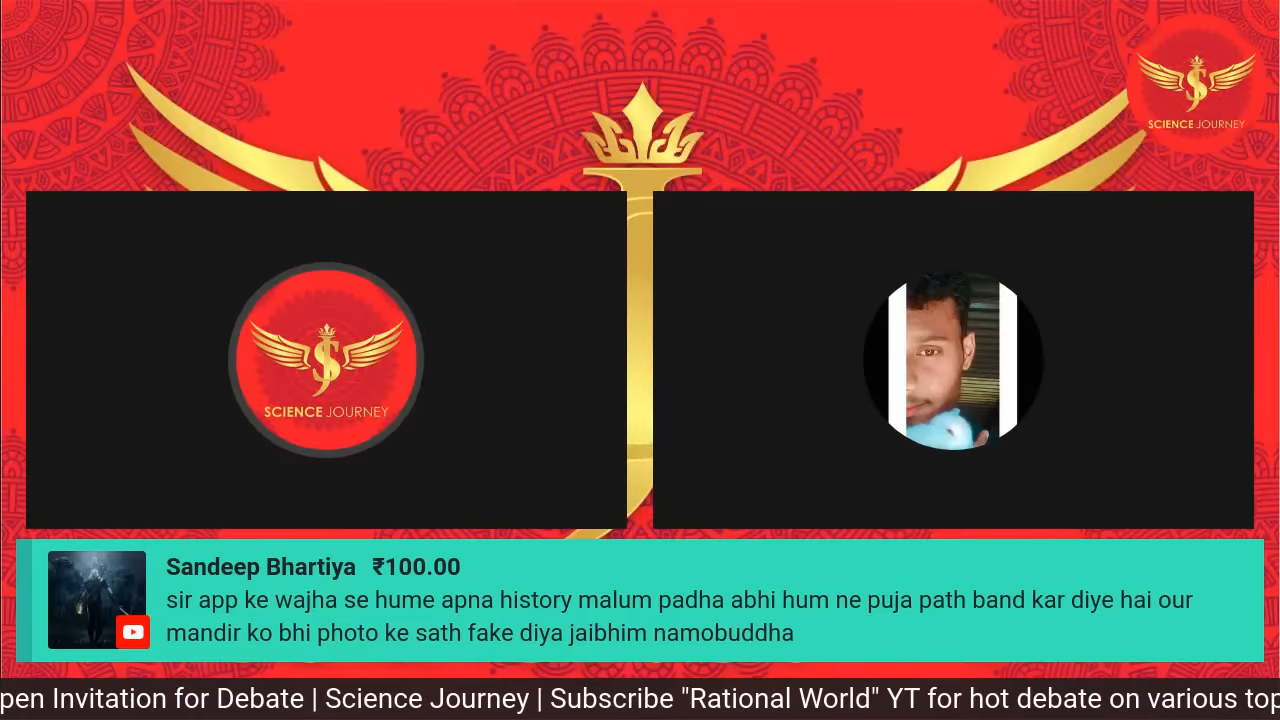 SCIENCE JOURNEY
SCIENCE JOURNEY
Sandeep Bhartiya ₹100.00
sir app ke wajha se hume apna history malum padha abhi hum ne puja path band kar diye hai our
mandir ko bhi photo ke sath fake diya jaibhim namobuddha
pen Invitation for Debate | Science Journey | Subscribe "Rational World" YT for hot debate on various top